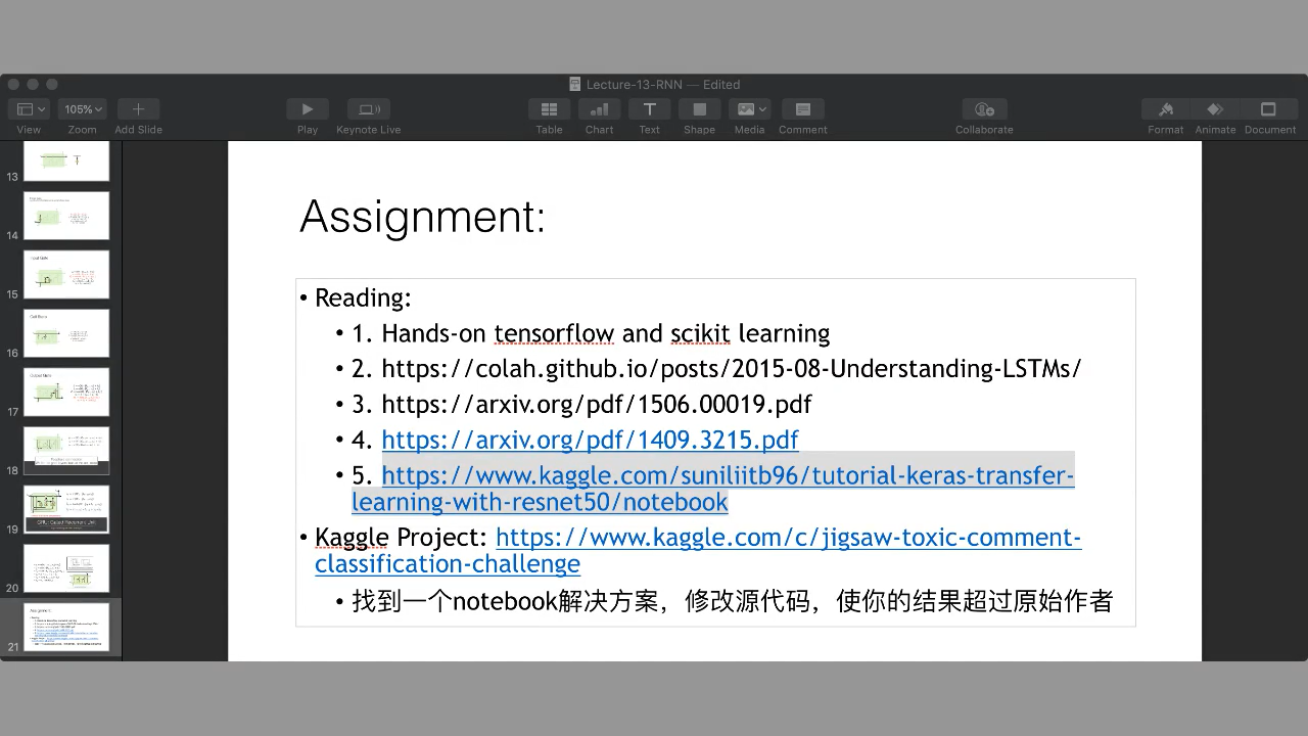 Lecture-13-RNN — Edited
105%
View
Zoom
Add Slide
Play
Keynote Live
Table
Chart
Text
Shape
Media
Comment
Collaborate
Format
Animate
Document
13
14
15
16
17
18
19
20
21
Assignment:
• Reading:
• 1. Hands-on tensorflow and scikit learning
• 2. https://colah.github.io/posts/2015-08-Understanding-LSTMs/
• 3. https://arxiv.org/pdf/1506.00019.pdf
• 4. https://arxiv.org/pdf/1409.3215.pdf
• 5. https://www.kaggle.com/suniliitb96/tutorial-keras-transfer-
learning-with-resnet50/notebook
• Kaggle Project: https://www.kaggle.com/c/jigsaw-toxic-comment-
classification-challenge
• 找到一个notebook解决方案，修改源代码，使你的结果超过原始作者